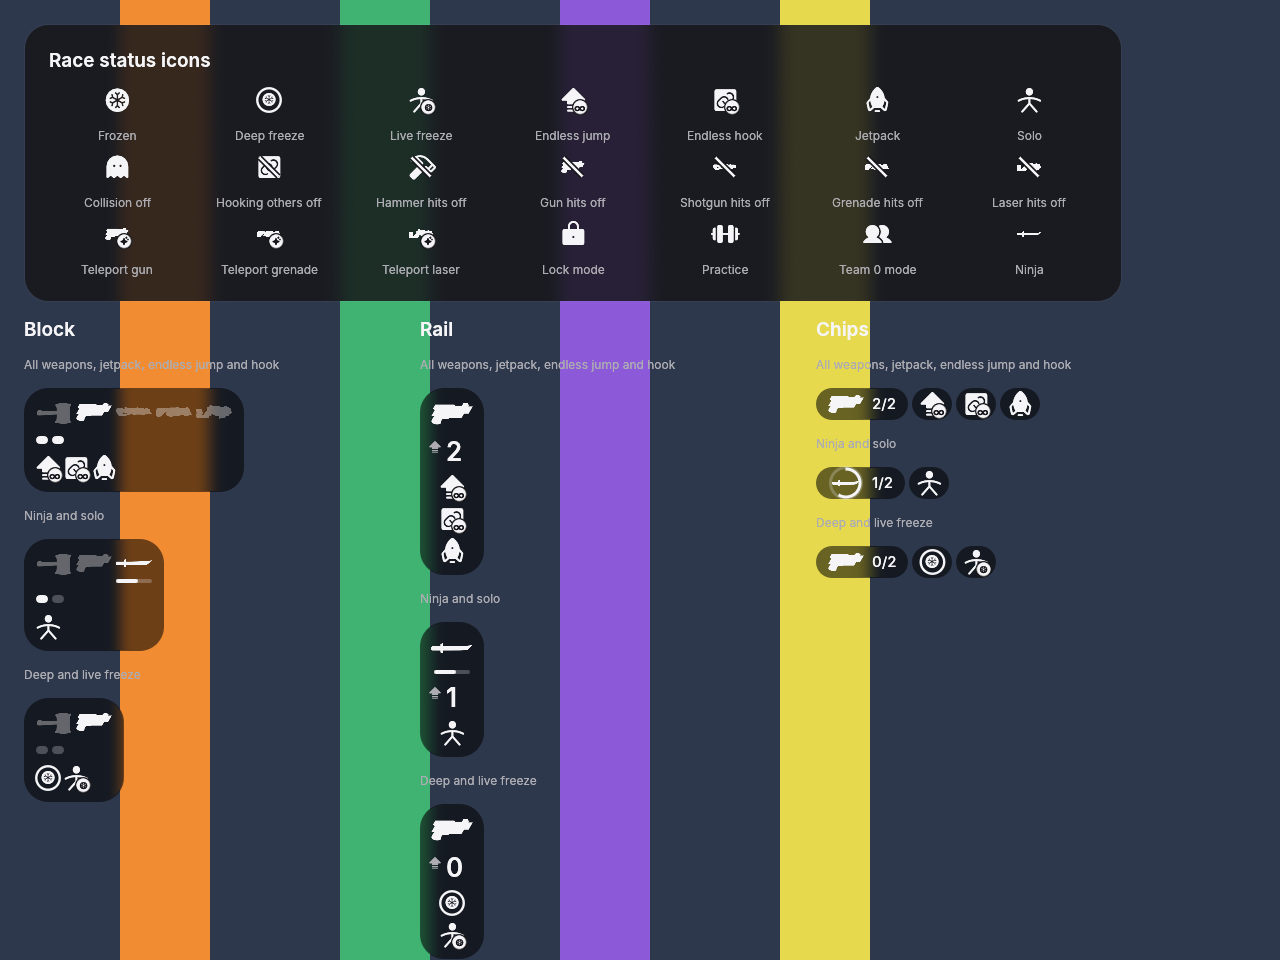 Race status icons
Frozen
Deep freeze
Live freeze
Endless jump
Endless hook
Jetpack
Solo
Collision off
Hooking others off
Hammer hits off
Gun hits off
Shotgun hits off
Grenade hits off
Laser hits off
Teleport gun
Teleport grenade
Teleport laser
Lock mode
Practice
Team 0 mode
Ninja
Block
All weapons, jetpack, endless jump and hook
Ninja and solo
Deep and live freeze
Rail
All weapons, jetpack, endless jump and hook
2
Ninja and solo
1
Deep and live freeze
0
Chips
All weapons, jetpack, endless jump and hook
2/2
Ninja and solo
1/2
Deep and live freeze
0/2